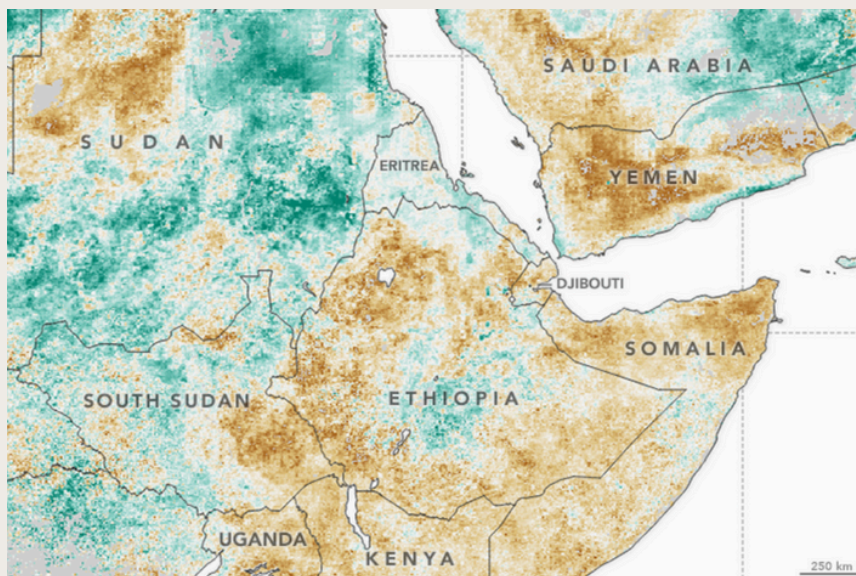 SAUDI ARABIA
SUDAN
ERITREA
YEMEN
DJIBOUTI
SOMALIA
SOUTH SUDAN
ETHIOPIA
UGANDA
KENYA
250 km